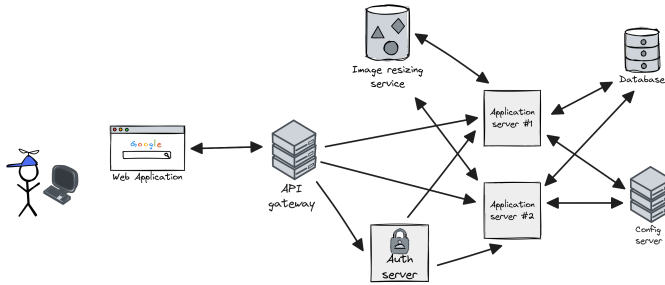 Image resizing
service
Database
Application
server #1
Google
Web Application
API
gateway
Application
server #2
Config
server
Auth
server